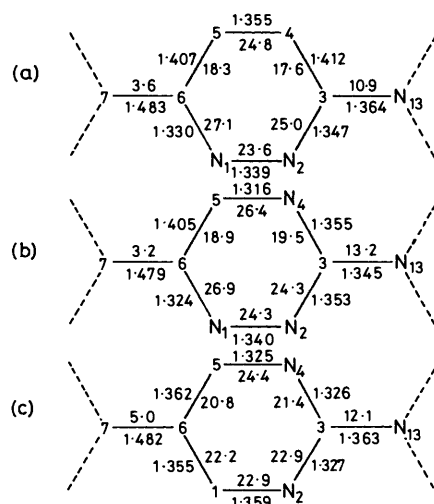 1.355
5 4
24.8
1.407 1.412
(a) 18.3 17.6
7 3·6 6 3 10·9 N13
1.483 1.364
1.330 27.1 25.0 1.347
23·6
N1 N2
1.339
1.316
5 N4
26.4
1.405 1.355
(b) 18.9 19.5
7 3·2 6 3 13·2 N13
1.479 1.345
1.324 26.9 24.3 1.353
24·3
N1 N2
1·340
1.325
5 N4
24.4
1.362 1.326
(c) 20.8 21.4
7 5·0 6 3 12·1 N13
1.482 1.363
1.355 22.2 22.9 1.327
22·9
1 N2
1·359